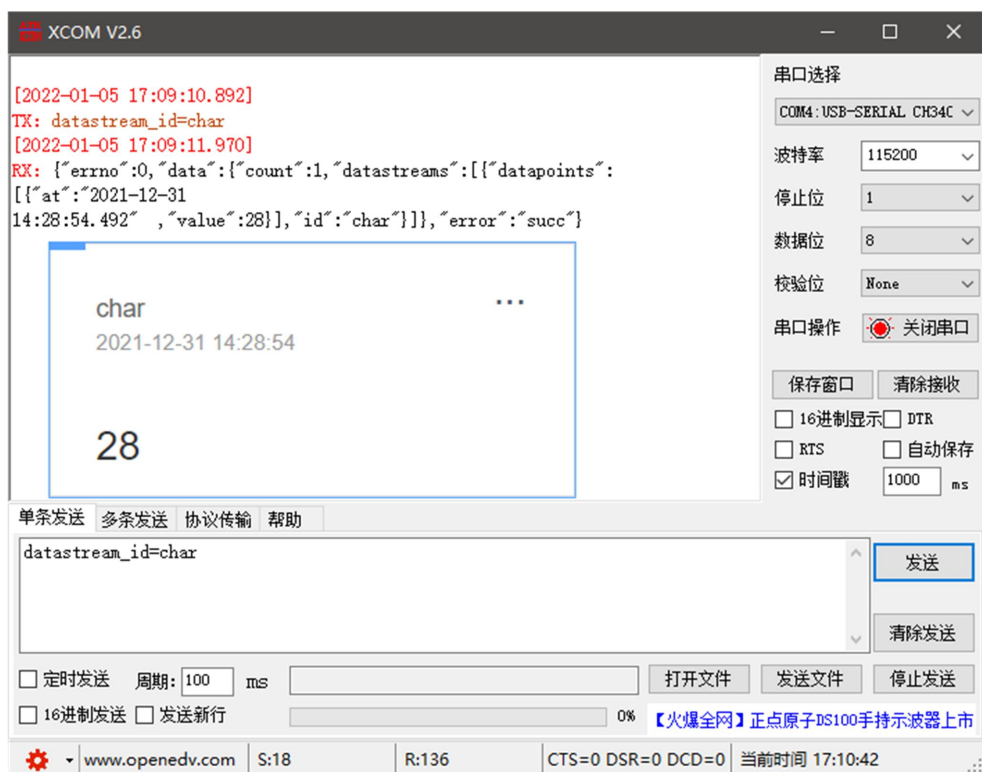 XCOM V2.6
[2022-01-05 17:09:10.892]
TX: datastream_id=char
[2022-01-05 17:09:11.970]
RX: {"errno":0,"data":{"count":1,"datastreams":[{"datapoints":
[{"at":"2021-12-31
14:28:54.492" ,"value":28}],"id":"char"}]},"error":"succ"}
char
...
2021-12-31 14:28:54
28
串口选择
COM4:USB-SERIAL CH340
波特率 115200
停止位 1
数据位 8
校验位 None
串口操作 关闭串口
保存窗口 清除接收
16进制显示 DTR
RTS 自动保存
时间戳 1000 ms
单条发送 多条发送 协议传输 帮助
datastream_id=char
发送
清除发送
定时发送 周期: 100 ms 打开文件 发送文件 停止发送
16进制发送 发送新行 0% 【火爆全网】正点原子DS100手持示波器上市
www.openedv.com S:18 R:136 CTS=0 DSR=0 DCD=0 当前时间 17:10:42